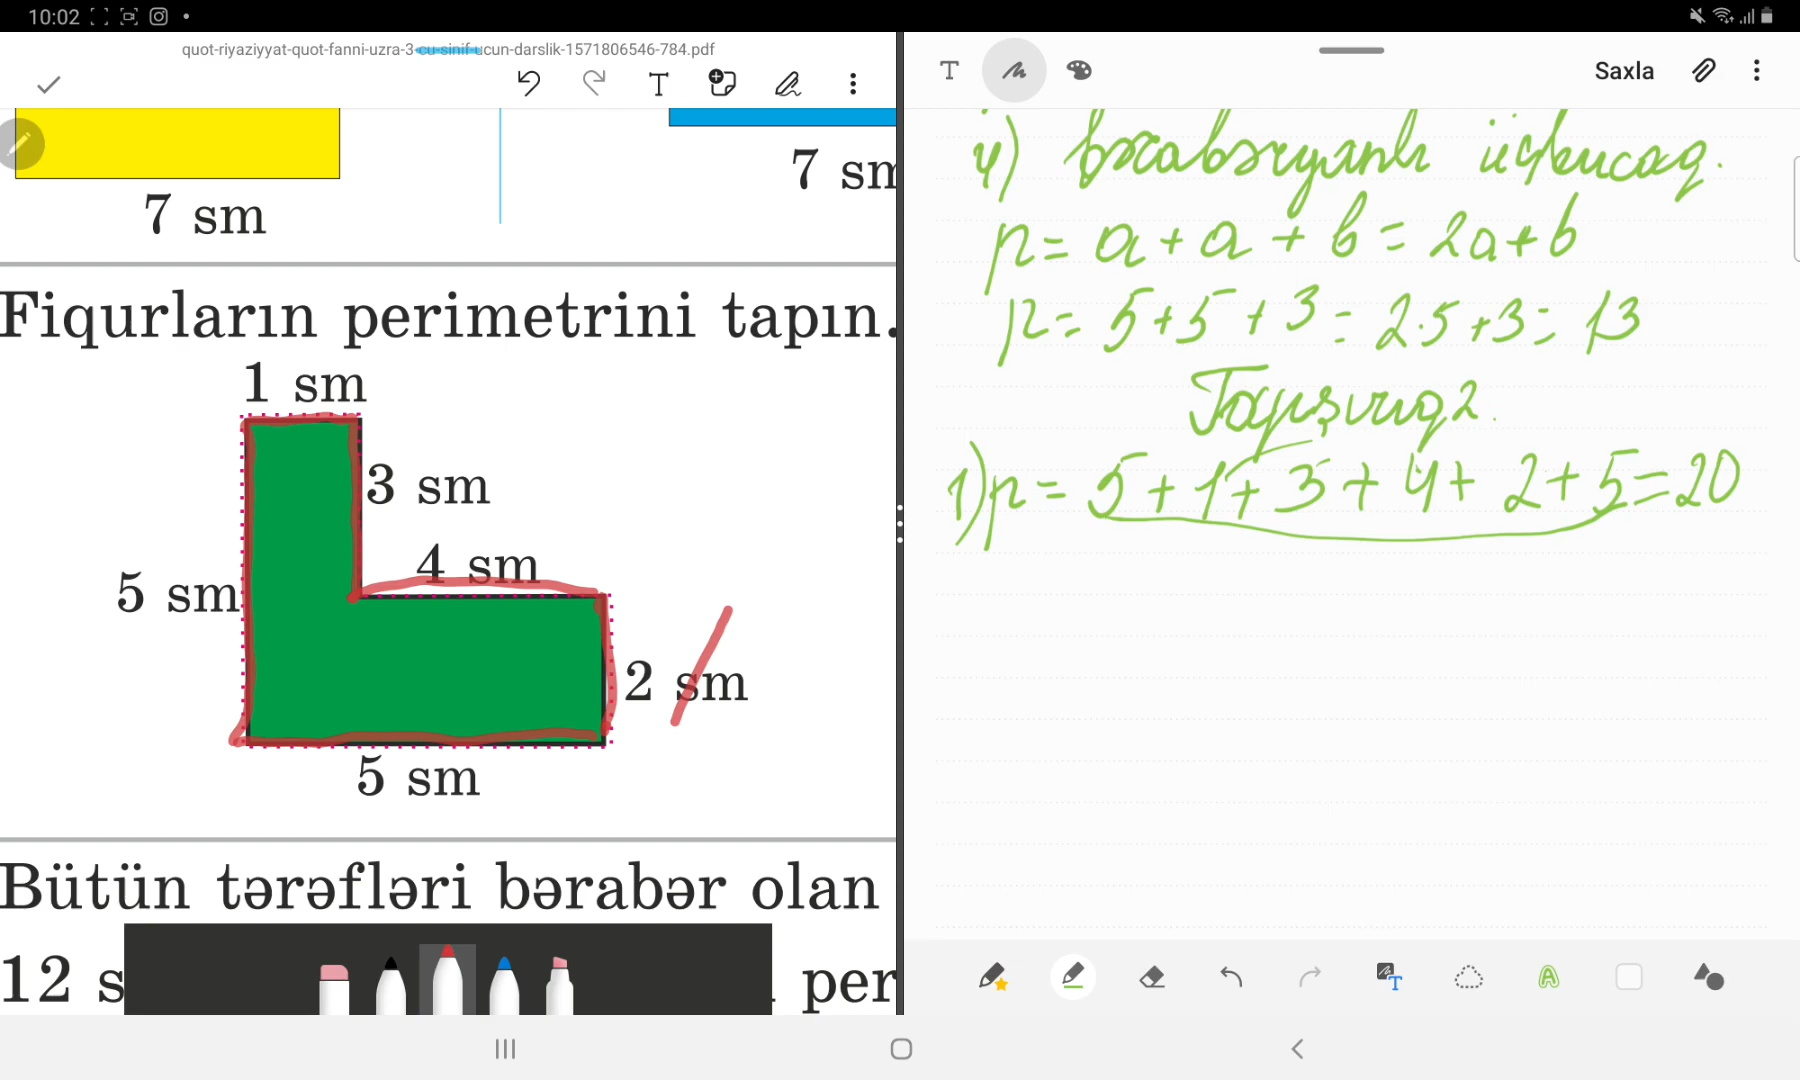 10:02
quot-riyaziyyat-quot-fanni-uzra-3-cu-sinif-ucun-darslik-1571806546-784.pdf
7 sm
7 sm
Fiqurların perimetrini tapın.
1 sm
3 sm
4 sm
5 sm
2 sm
5 sm
Bütün tərəfləri bərabər olan
12 s
per
T
Saxla
4) bərabəryanlı üçbucaq.
p = a + a + b = 2a+b
p = 5+5+3 = 2·5+3 = 13
Tapşırıq 2.
1) p = 5+1+3+4+2+5=20